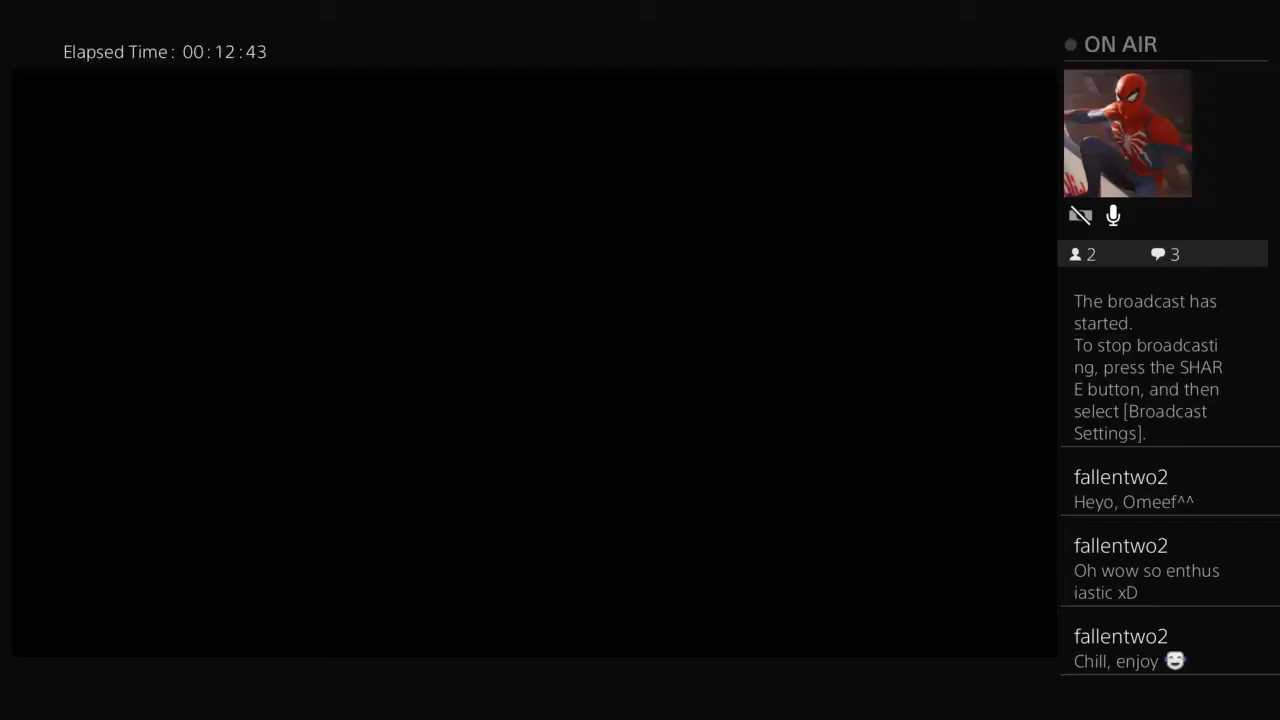 Elapsed Time: 00:12:43
ON AIR
2 3
The broadcast has
started.
To stop broadcasti
ng, press the SHAR
E button, and then
select [Broadcast
Settings].
fallentwo2
Heyo, Omeef^^
fallentwo2
Oh wow so enthus
iastic xD
fallentwo2
Chill, enjoy